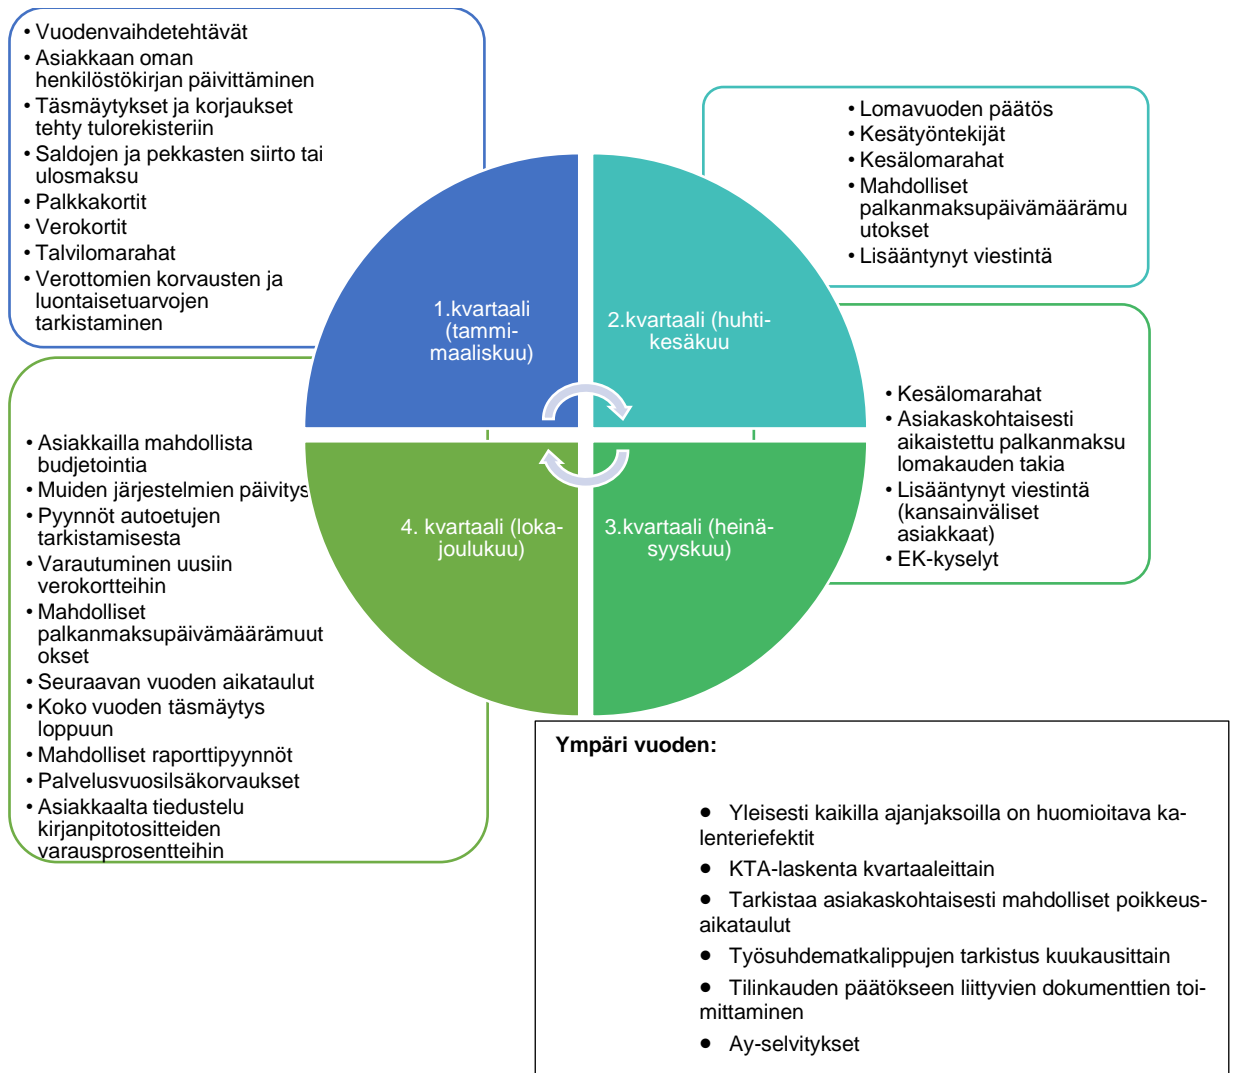 • Vuodenvaihdetehtävät
• Asiakkaan oman
henkilöstökirjan päivittäminen
• Täsmäytykset ja korjaukset
tehty tulorekisteriin
• Saldojen ja pekkasten siirto tai
ulosmaksu
• Palkkakortit
• Verokortit
• Talvilomarahat
• Verottomien korvausten ja
luontaisetuarvojen
tarkistaminen
• Lomavuoden päätös
• Kesätyöntekijät
• Kesälomarahat
• Mahdolliset
palkanmaksupäivämäärämu
utokset
• Lisääntynyt viestintä
1.kvartaali
(tammi-
maaliskuu)
2.kvartaali (huhti-
kesäkuu
• Kesälomarahat
• Asiakaskohtaisesti
aikaistettu palkanmaksu
lomakauden takia
• Lisääntynyt viestintä
(kansainväliset
asiakkaat)
• EK-kyselyt
3.kvartaali (heinä-
syyskuu)
4. kvartaali (loka-
joulukuu)
• Asiakkailla mahdollista
budjetointia
• Muiden järjestelmien päivitys
• Pyynnöt autoetujen
tarkistamisesta
• Varautuminen uusiin
verokortteihin
• Mahdolliset
palkanmaksupäivämäärämuut
okset
• Seuraavan vuoden aikataulut
• Koko vuoden täsmäytys
loppuun
• Mahdolliset raporttipyynnöt
• Palvelusvuosilsäkorvaukset
• Asiakkaalta tiedustelu
kirjanpitotositteiden
varausprosentteihin
Ympäri vuoden:
● Yleisesti kaikilla ajanjaksoilla on huomioitava ka-
lenteriefektit
● KTA-laskenta kvartaaleittain
● Tarkistaa asiakaskohtaisesti mahdolliset poikkeus-
aikataulut
● Työsuhdematkalippujen tarkistus kuukausittain
● Tilinkauden päätökseen liittyvien dokumenttien toi-
mittaminen
● Ay-selvitykset